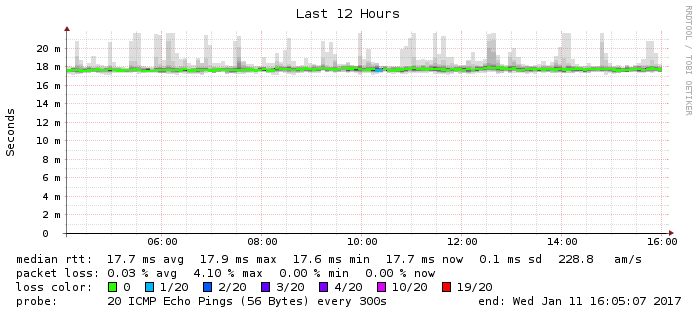 Last 12 Hours
RRDTOOL / TOBI OETIKER
Seconds
20 m
18 m
16 m
14 m
12 m
10 m
8 m
6 m
4 m
2 m
0
06:00 08:00 10:00 12:00 14:00 16:00
median rtt: 17.7 ms avg 17.9 ms max 17.6 ms min 17.7 ms now 0.1 ms sd 228.8 am/s
packet loss: 0.03 % avg 4.10 % max 0.00 % min 0.00 % now
loss color: 0 1/20 2/20 3/20 4/20 10/20 19/20
probe: 20 ICMP Echo Pings (56 Bytes) every 300s end: Wed Jan 11 16:05:07 2017